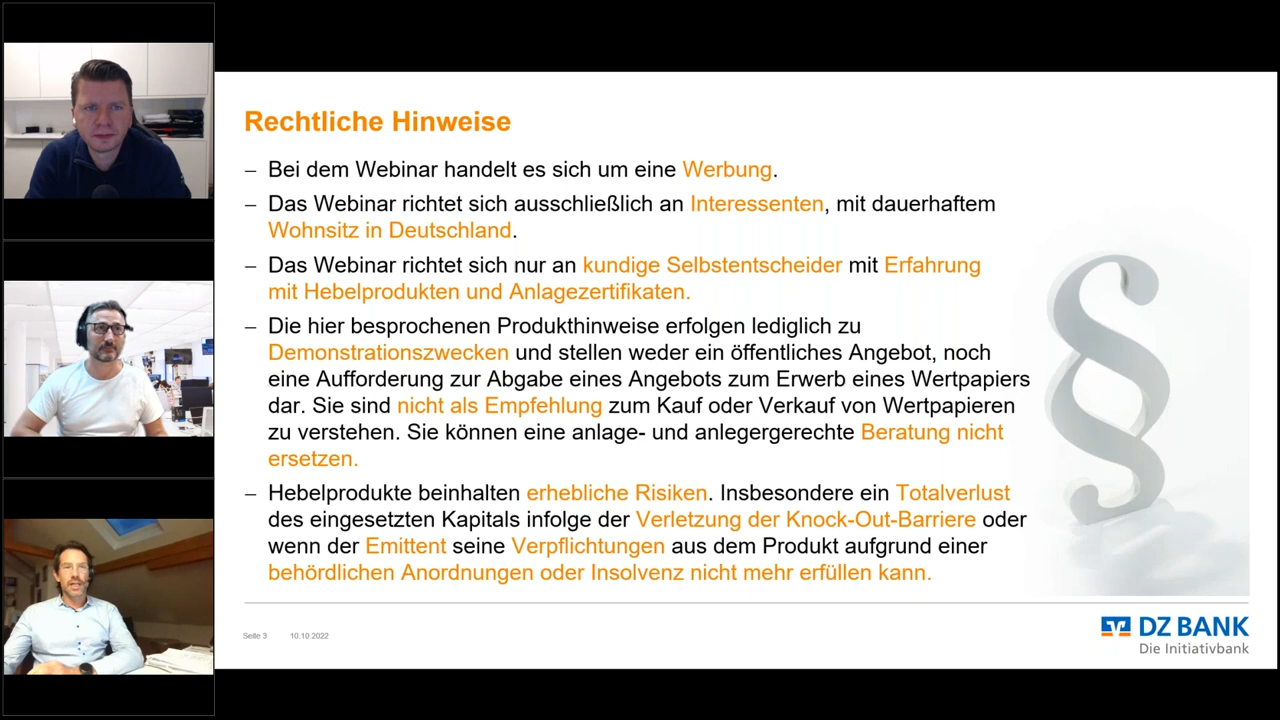 Rechtliche Hinweise
– Bei dem Webinar handelt es sich um eine Werbung.
– Das Webinar richtet sich ausschließlich an Interessenten, mit dauerhaftem
Wohnsitz in Deutschland.
– Das Webinar richtet sich nur an kundige Selbstentscheider mit Erfahrung
mit Hebelprodukten und Anlagezertifikaten.
– Die hier besprochenen Produkthinweise erfolgen lediglich zu
Demonstrationszwecken und stellen weder ein öffentliches Angebot, noch
eine Aufforderung zur Abgabe eines Angebots zum Erwerb eines Wertpapiers
dar. Sie sind nicht als Empfehlung zum Kauf oder Verkauf von Wertpapieren
zu verstehen. Sie können eine anlage- und anlegergerechte Beratung nicht
ersetzen.
– Hebelprodukte beinhalten erhebliche Risiken. Insbesondere ein Totalverlust
des eingesetzten Kapitals infolge der Verletzung der Knock-Out-Barriere oder
wenn der Emittent seine Verpflichtungen aus dem Produkt aufgrund einer
behördlichen Anordnungen oder Insolvenz nicht mehr erfüllen kann.
§
Seite 3 10.10.2022
DZ BANK
Die Initiativbank